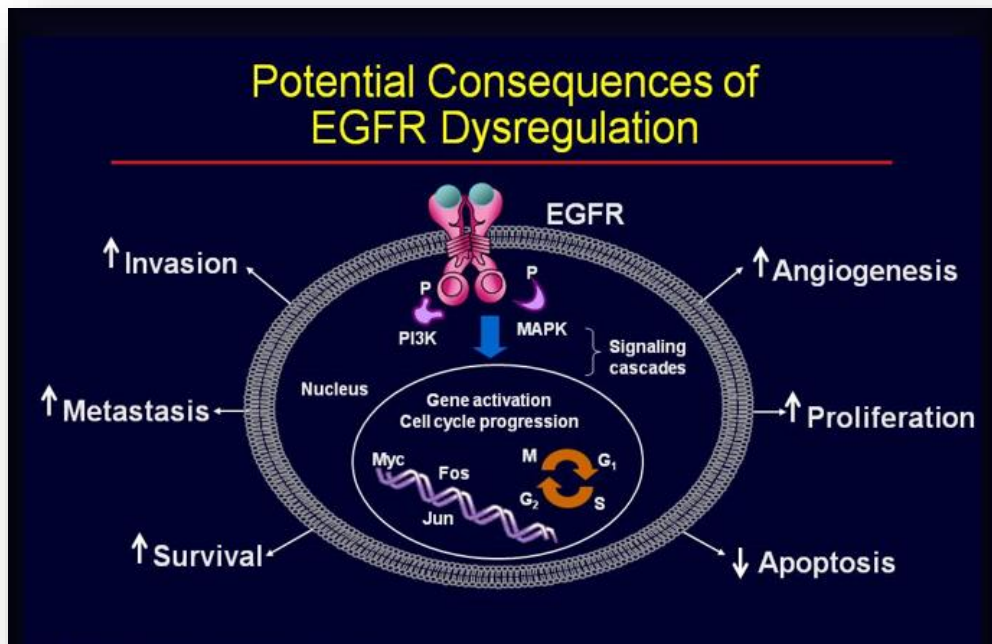 Potential Consequences of
EGFR Dysregulation
EGFR
↑Invasion
↑Angiogenesis
P
P
PI3K
MAPK
Signaling
cascades
Nucleus
Gene activation
Cell cycle progression
↑Metastasis
↑Proliferation
Myc
Fos
Jun
M
G₁
G₂
S
↑Survival
↓Apoptosis